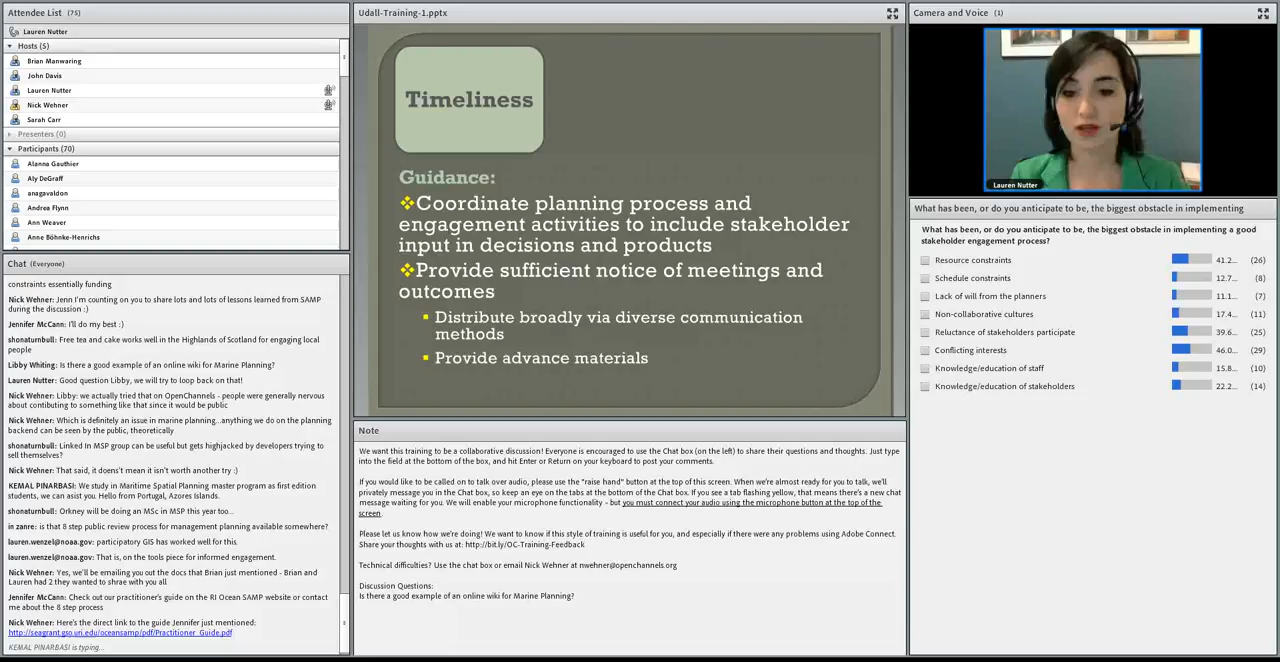 Attendee List (75)
Lauren Nutter
Hosts (5)
Brian Manwaring
John Davis
Lauren Nutter
Nick Wehner
Sarah Carr
Presenters (0)
Participants (70)
Alanna Gauthier
Aly DeGraff
anagavaldon
Andrea Flynn
Ann Weaver
Anne Böhnke-Henrichs
Chat (Everyone)
constraints essentially funding
Nick Wehner: Jenn I'm counting on you to share lots and lots of lessons learned from SAMP
during the discussion :)
Jennifer McCann: I'll do my best :)
shonaturnbull: Free tea and cake works well in the Highlands of Scotland for engaging local
people
Libby Whiting: Is there a good example of an online wiki for Marine Planning?
Lauren Nutter: Good question Libby, we will try to loop back on that!
Nick Wehner: Libby: we actually tried that on OpenChannels - people were generally nervous
about contibuting to something like that since it would be public
Nick Wehner: Which is definitely an issue in marine planning...anything we do on the planning
backend can be seen by the public, theoretically
shonaturnbull: Linked In MSP group can be useful but gets highjacked by developers trying to
sell themselves?
Nick Wehner: That said, it doens't mean it isn't worth another try :)
KEMAL PINARBASI: We study in Maritime Spatial Planning master program as first edition
students, we can asist you. Hello from Portugal, Azores Islands.
shonaturnbull: Orkney will be doing an MSc in MSP this year too...
in zanre: is that 8 step public review process for management planning available somewhere?
lauren.wenzel@noaa.gov: participatory GIS has worked well for this.
lauren.wenzel@noaa.gov: That is, on the tools piece for informed engagement.
Nick Wehner: Yes, we'll be emailing you out the docs that Brian just mentioned - Brian and
Lauren had 2 they wanted to shrae with you all
Jennifer McCann: Check out our practitioner's guide on the RI Ocean SAMP website or contact
me about the 8 step process
Nick Wehner: Here's the direct link to the guide Jennifer just mentioned:
http://seagrant.gso.uri.edu/oceansamp/pdf/Practitioner_Guide.pdf
KEMAL PINARBASI is typing...
Udall-Training-1.pptx
Timeliness
Guidance:
❖Coordinate planning process and
engagement activities to include stakeholder
input in decisions and products
❖Provide sufficient notice of meetings and
outcomes
▪ Distribute broadly via diverse communication
methods
▪ Provide advance materials
Note
We want this training to be a collaborative discussion! Everyone is encouraged to use the Chat box (on the left) to share their questions and thoughts. Just type
into the field at the bottom of the box, and hit Enter or Return on your keyboard to post your comments.
If you would like to be called on to talk over audio, please use the "raise hand" button at the top of this screen. When we're almost ready for you to talk, we'll
privately message you in the Chat box, so keep an eye on the tabs at the bottom of the Chat box. If you see a tab flashing yellow, that means there's a new chat
message waiting for you. We will enable your microphone functionality - but you must connect your audio using the microphone button at the top of the
screen.
Please let us know how we're doing! We want to know if this style of training is useful for you, and especially if there were any problems using Adobe Connect.
Share your thoughts with us at: http://bit.ly/OC-Training-Feedback
Technical difficulties? Use the chat box or email Nick Wehner at nwehner@openchannels.org
Discussion Questions:
Is there a good example of an online wiki for Marine Planning?
Camera and Voice (1)
Lauren Nutter
What has been, or do you anticipate to be, the biggest obstacle in implementing
What has been, or do you anticipate to be, the biggest obstacle in implementing a good
stakeholder engagement process?
Resource constraints 41.2... (26)
Schedule constraints 12.7... (8)
Lack of will from the planners 11.1... (7)
Non-collaborative cultures 17.4... (11)
Reluctance of stakeholders participate 39.6... (25)
Conflicting interests 46.0... (29)
Knowledge/education of staff 15.8... (10)
Knowledge/education of stakeholders 22.2... (14)